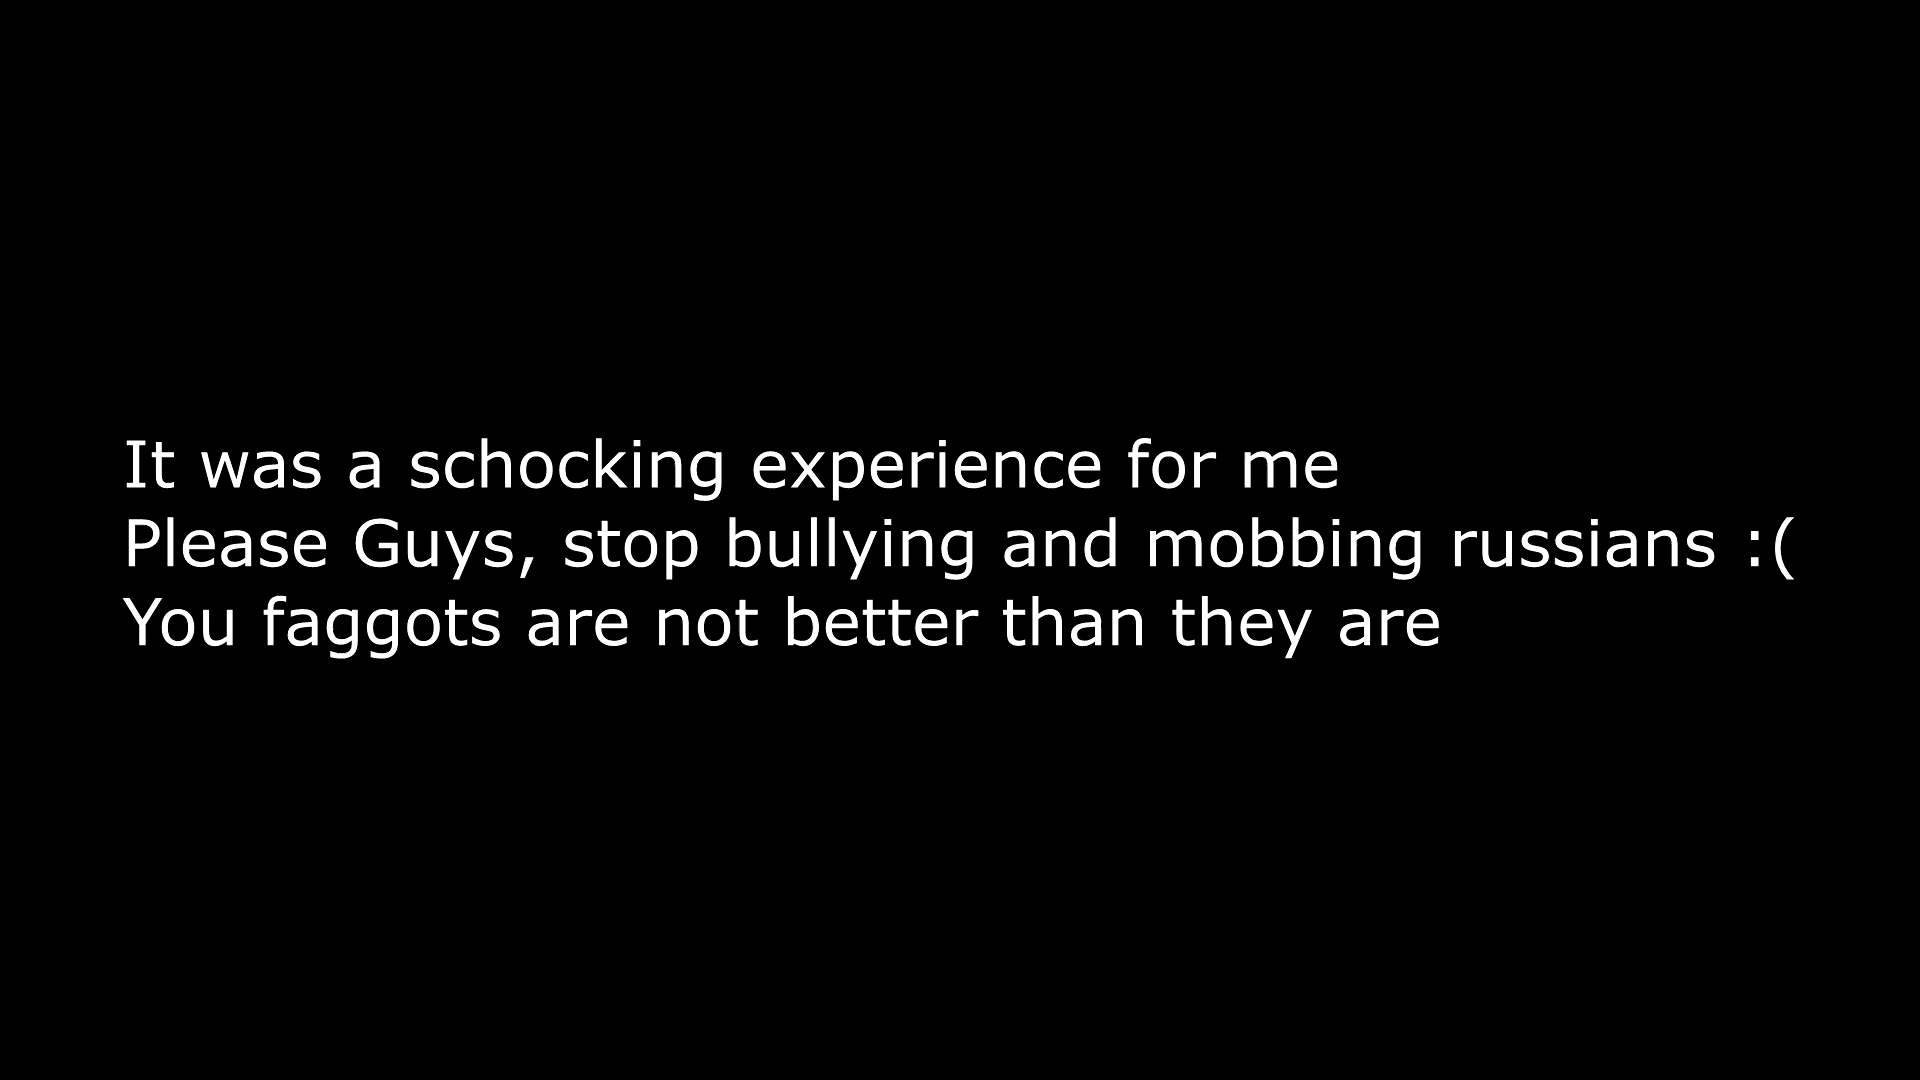 It was a schocking experience for me
Please Guys, stop bullying and mobbing russians :(
You faggots are not better than they are